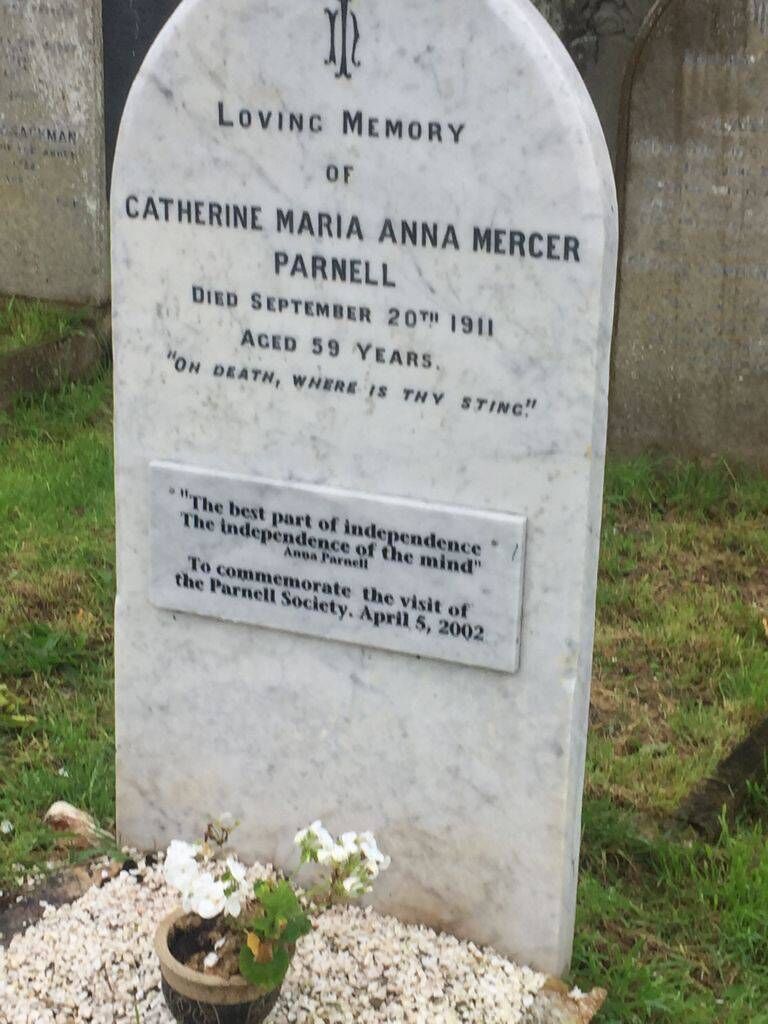 IHS
LOVING MEMORY
OF
CATHERINE MARIA ANNA MERCER
PARNELL
DIED SEPTEMBER 20TH 1911
AGED 59 YEARS.
"OH DEATH, WHERE IS THY STING."
"The best part of independence
The independence of the mind"
Anna Parnell
To commemorate the visit of
the Parnell Society. April 5, 2002